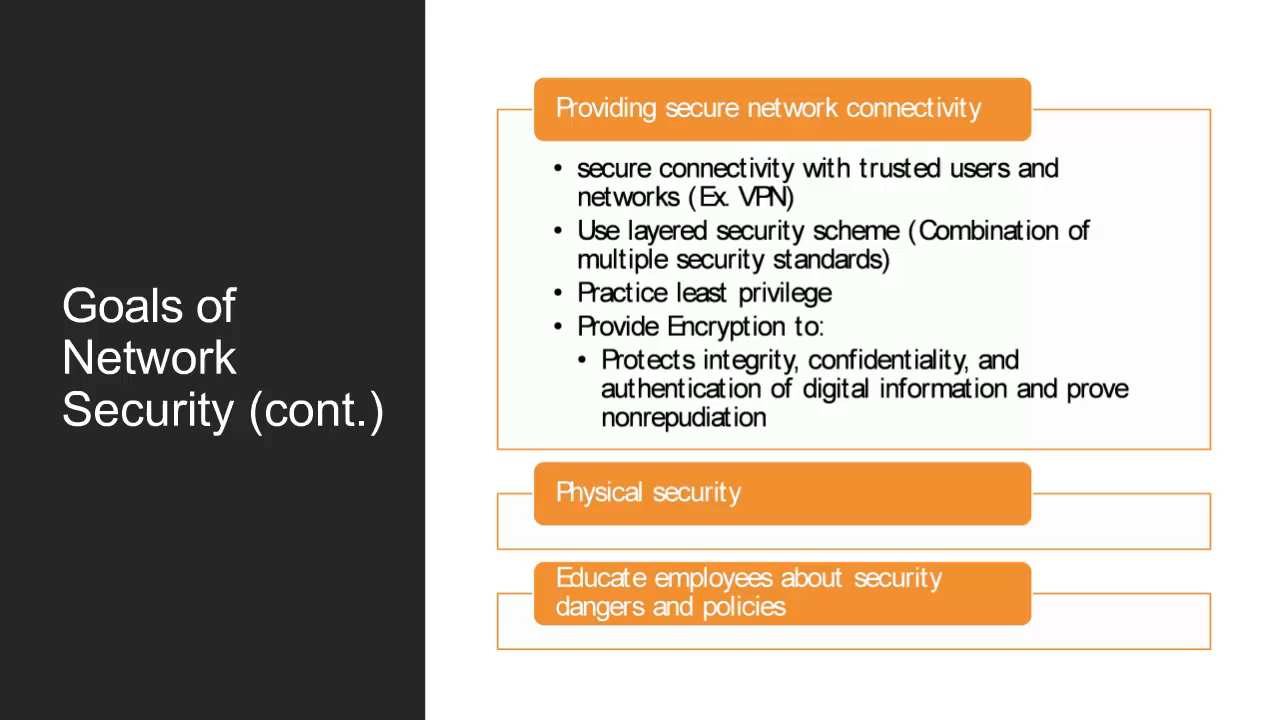 Goals of
Network
Security (cont.)
Providing secure network connectivity
• secure connectivity with trusted users and
networks (Ex. VPN)
• Use layered security scheme (Combination of
multiple security standards)
• Practice least privilege
• Provide Encryption to:
• Protects integrity, confidentiality, and
authentication of digital information and prove
nonrepudiation
Physical security
Educate employees about security
dangers and policies